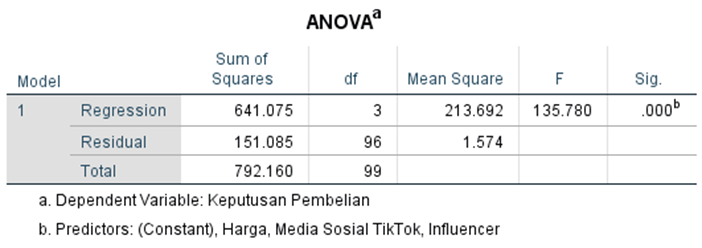 ANOVAa
Model Sum of Squares df Mean Square F Sig.
1 Regression 641.075 3 213.692 135.780 .000b
Residual 151.085 96 1.574
Total 792.160 99
a. Dependent Variable: Keputusan Pembelian
b. Predictors: (Constant), Harga, Media Sosial TikTok, Influencer